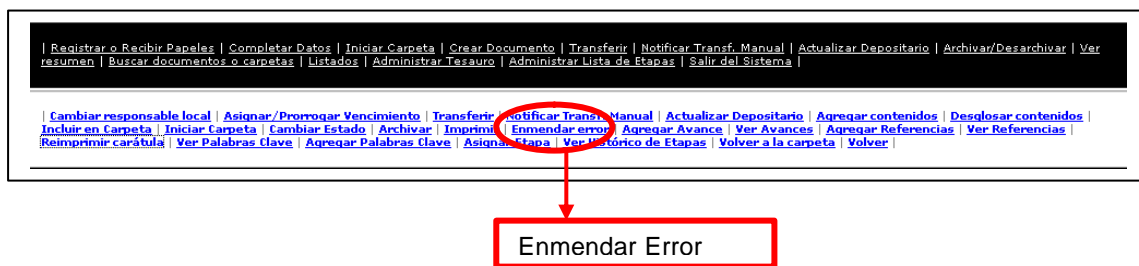 | Registrar o Recibir Papeles | Completar Datos | Iniciar Carpeta | Crear Documento | Transferir | Notificar Transf. Manual | Actualizar Depositario | Archivar/Desarchivar | Ver
resumen | Buscar documentos o carpetas | Listados | Administrar Tesauro | Administrar Lista de Etapas | Salir del Sistema |
| Cambiar responsable local | Asignar/Prorrogar Vencimiento | Transferir | Notificar Transf. Manual | Actualizar Depositario | Agregar contenidos | Desglosar contenidos |
Incluir en Carpeta | Iniciar Carpeta | Cambiar Estado | Archivar | Imprimir | Enmendar error | Agregar Avance | Ver Avances | Agregar Referencias | Ver Referencias |
Reimprimir carátula | Ver Palabras Clave | Agregar Palabras Clave | Asignar Etapa | Ver Histórico de Etapas | Volver a la carpeta | Volver |
Enmendar Error